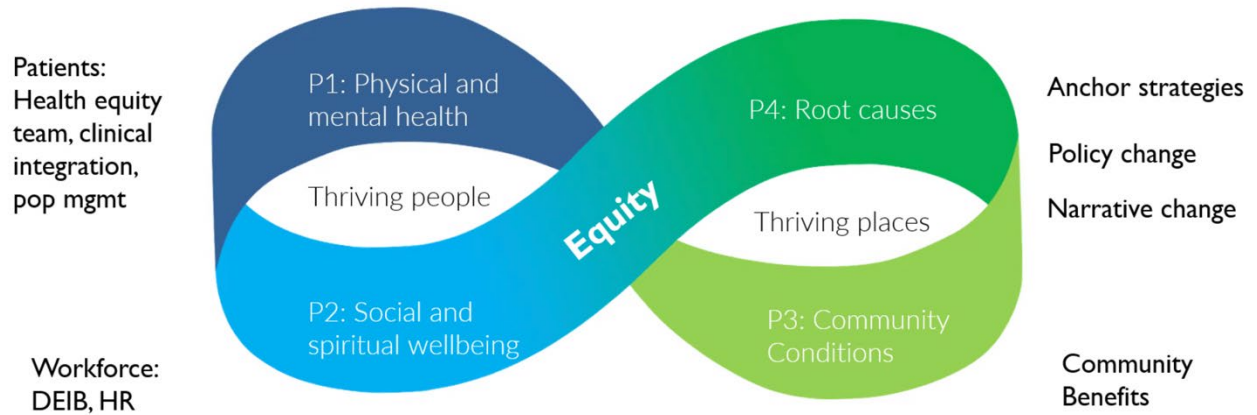 Patients:
Health equity
team, clinical
integration,
pop mgmt
P1: Physical and
mental health
Thriving people
P2: Social and
spiritual wellbeing
Workforce:
DEIB, HR
Equity
P4: Root causes
Thriving places
P3: Community
Conditions
Anchor strategies
Policy change
Narrative change
Community
Benefits